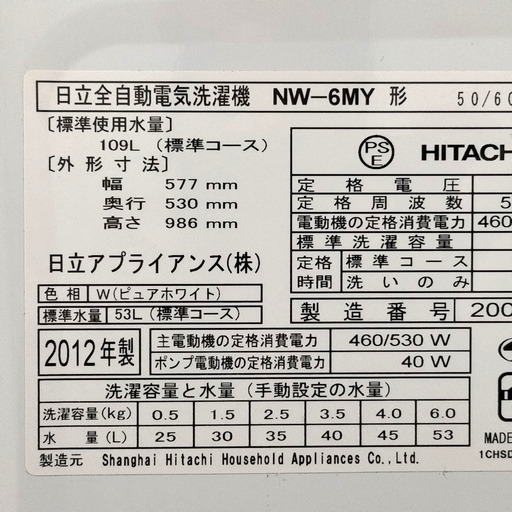 日立全自動電気洗濯機 NW-6MY 形 50/60
〔標準使用水量〕
109L (標準コース)
〔外形寸法〕
幅 577 mm
奥行 530 mm
高さ 986 mm
日立アプライアンス(株)
色相 W(ピュアホワイト)
標準水量 53L (標準コース)
PS
E
HITACH
定格電圧
定格周波数 5
電動機の定格消費電力 460
標準洗濯容量
定格 標準コース
時間 洗いのみ
製造番号 200
2012年製
主電動機の定格消費電力 460/530 W
ポンプ電動機の定格消費電力 40 W
洗濯容量と水量 (手動設定の水量)
洗濯容量(kg) 0.5 1.5 2.5 3.5 4.0 6.0
水量 (L) 25 30 35 40 45 53
製造元 Shanghai Hitachi Household Appliances Co.,Ltd.
MADE
1CHSD